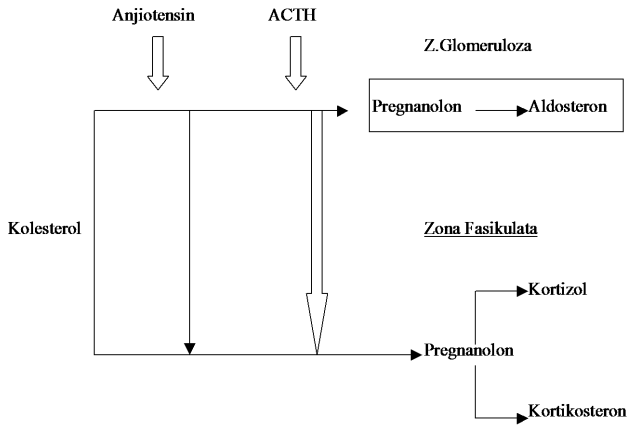 Anjiotensin
ACTH
Z.Glomeruloza
Pregnanolon
Aldosteron
Kolesterol
Zona Fasikulata
Kortizol
Pregnanolon
Kortikosteron